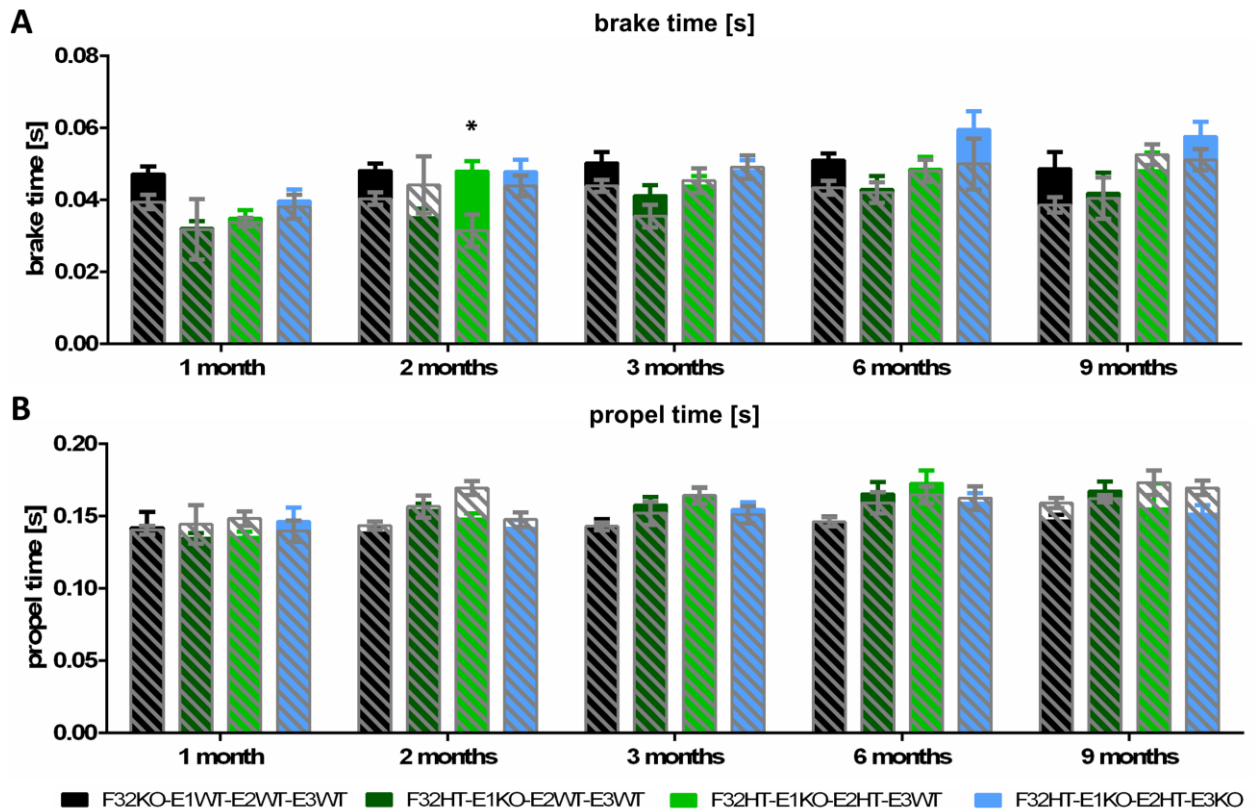 A
brake time [s]
brake time [s]
0.08
0.06
0.04
0.02
0.00
*
1 month 2 months 3 months 6 months 9 months
B
propel time [s]
propel time [s]
0.20
0.15
0.10
0.05
0.00
1 month 2 months 3 months 6 months 9 months
F32KO-E1WT-E2WT-E3WT F32HT-E1KO-E2WT-E3WT F32HT-E1KO-E2HT-E3WT F32HT-E1KO-E2HT-E3KO